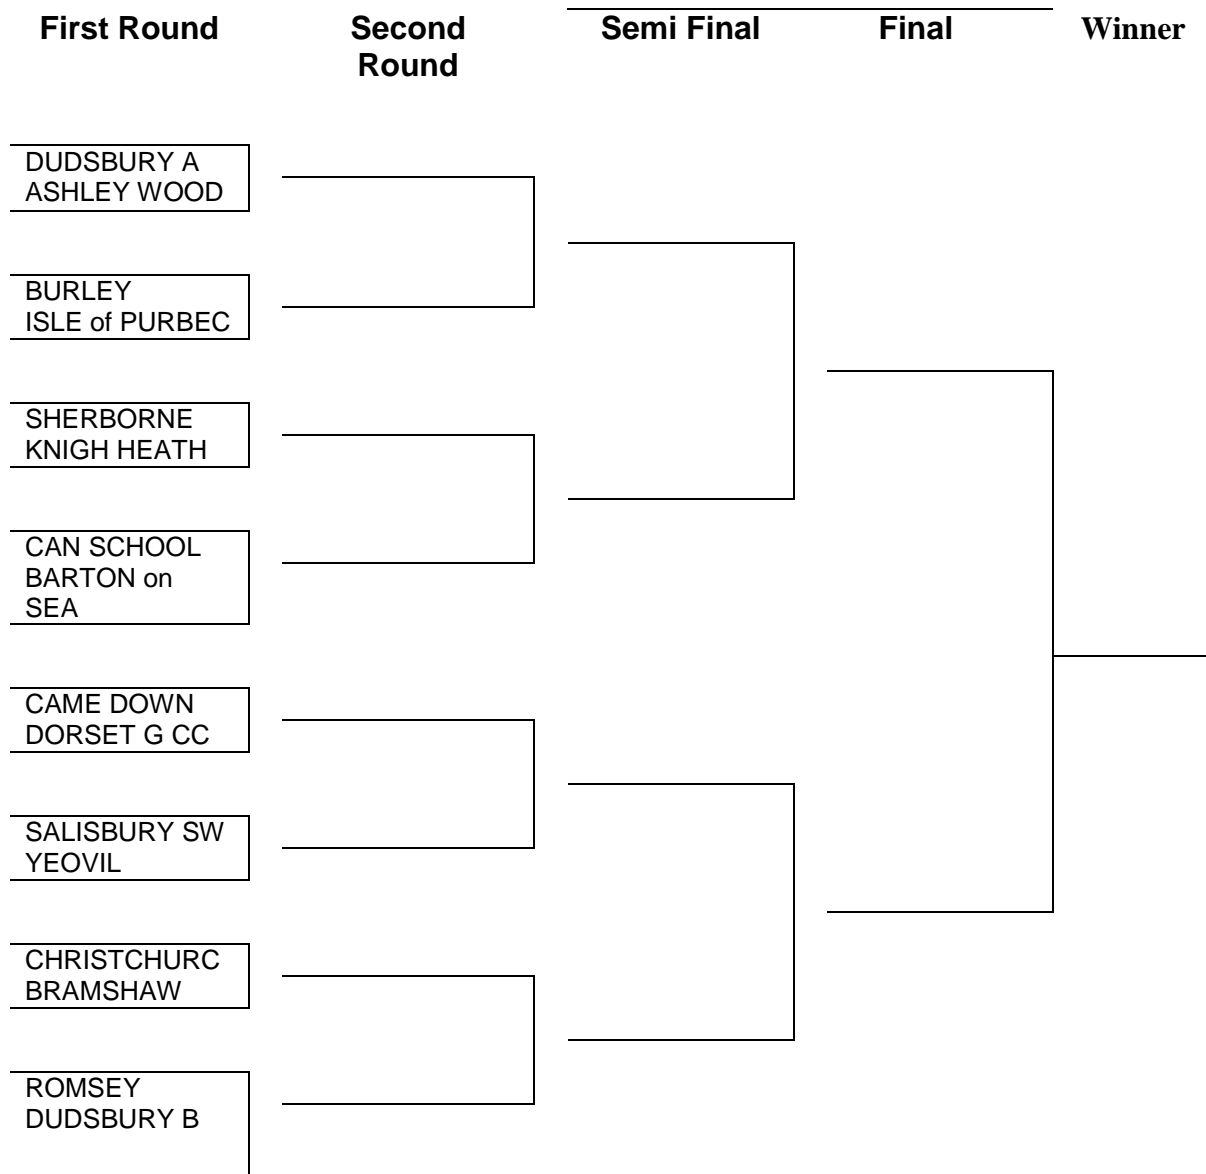 First Round
Second
Round
Semi Final
Final
Winner
DUDSBURY A
ASHLEY WOOD
BURLEY
ISLE of PURBEC
SHERBORNE
KNIGH HEATH
CAN SCHOOL
BARTON on
SEA
CAME DOWN
DORSET G CC
SALISBURY SW
YEOVIL
CHRISTCHURC
BRAMSHAW
ROMSEY
DUDSBURY B